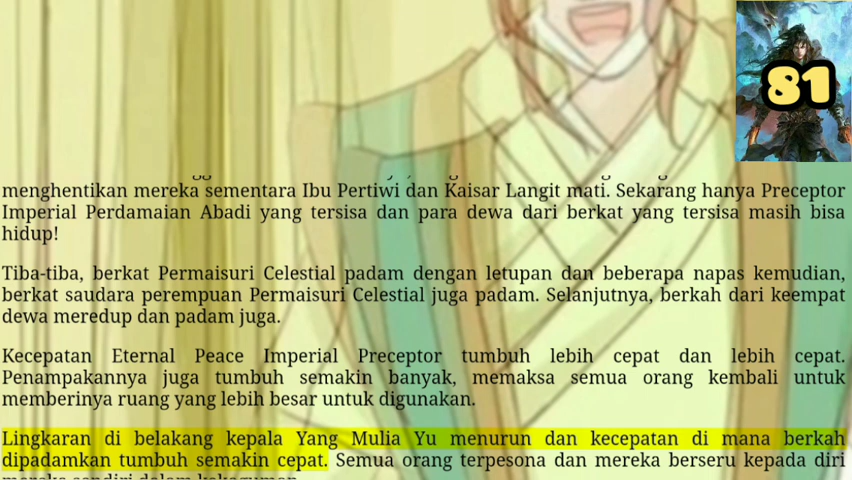 81
menghentikan mereka sementara Ibu Pertiwi dan Kaisar Langit mati. Sekarang hanya Preceptor
Imperial Perdamaian Abadi yang tersisa dan para dewa dari berkat yang tersisa masih bisa
hidup!
Tiba-tiba, berkat Permaisuri Celestial padam dengan letupan dan beberapa napas kemudian,
berkat saudara perempuan Permaisuri Celestial juga padam. Selanjutnya, berkah dari keempat
dewa meredup dan padam juga.
Kecepatan Eternal Peace Imperial Preceptor tumbuh lebih cepat dan lebih cepat.
Penampakannya juga tumbuh semakin banyak, memaksa semua orang kembali untuk
memberinya ruang yang lebih besar untuk digunakan.
Lingkaran di belakang kepala Yang Mulia Yu menurun dan kecepatan di mana berkah
dipadamkan tumbuh semakin cepat. Semua orang terpesona dan mereka berseru kepada diri